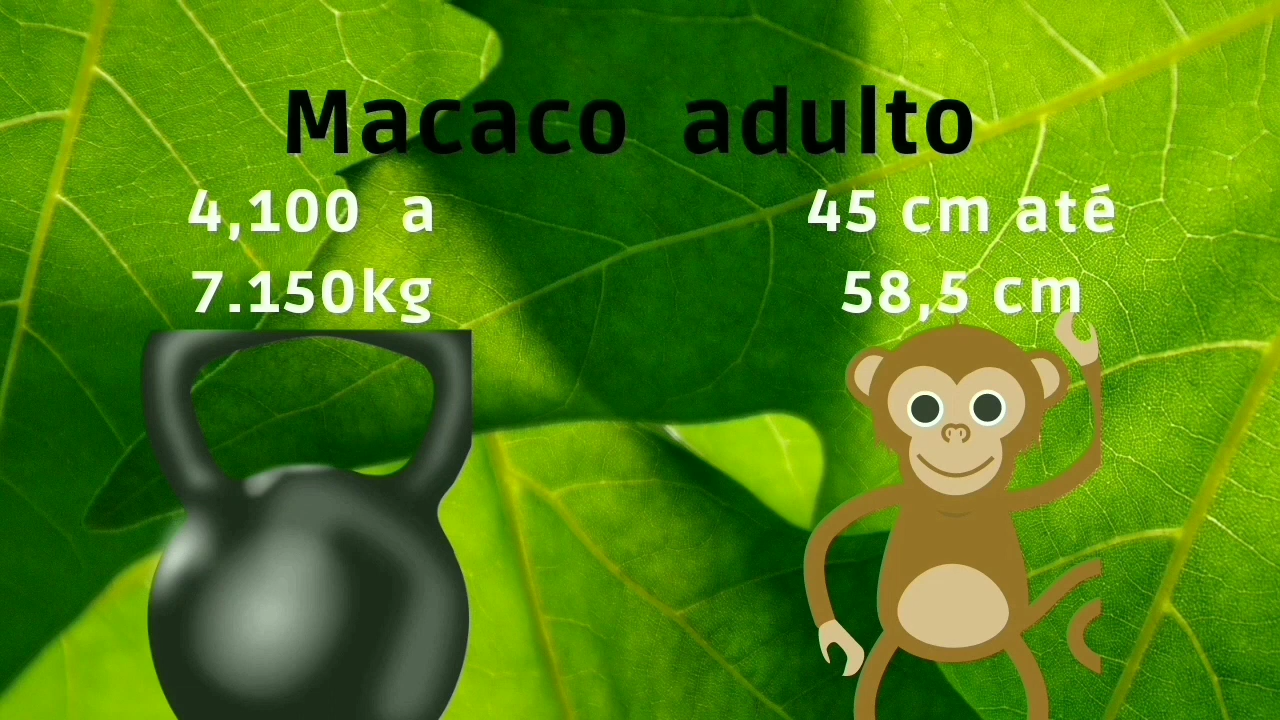 Macaco adulto
4,100 a
7.150kg
45 cm até
58,5 cm